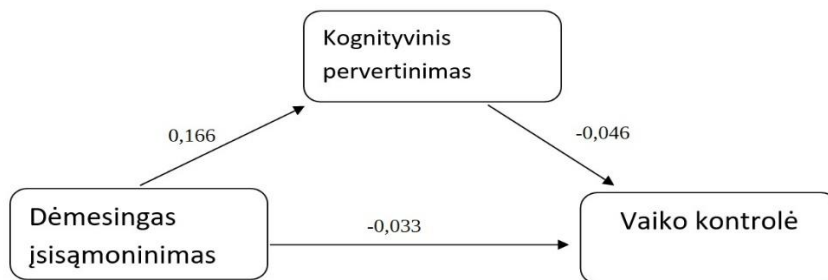 Kognityvinis
pervertinimas
0,166
-0,046
Dėmesingas
įsisąmoninimas
-0,033
Vaiko kontrolė